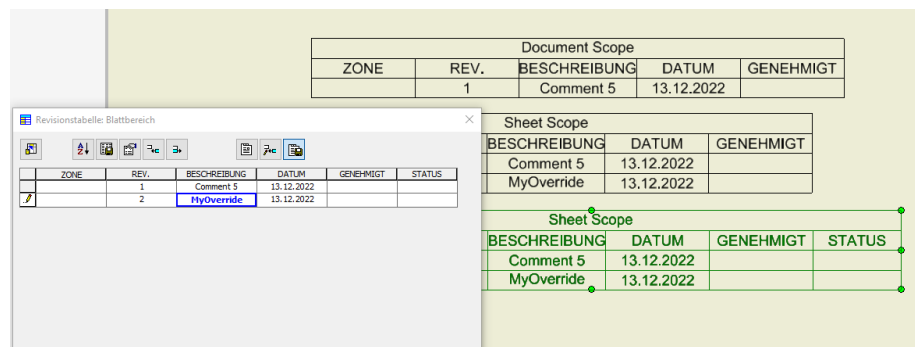 Document Scope
ZONE REV. BESCHREIBUNG DATUM GENEHMIGT
1 Comment 5 13.12.2022
Revisionstabelle: Blattbereich
ZONE REV. BESCHREIBUNG DATUM GENEHMIGT STATUS
1 Comment 5 13.12.2022
2 MyOverride 13.12.2022
Sheet Scope
BESCHREIBUNG DATUM GENEHMIGT
Comment 5 13.12.2022
MyOverride 13.12.2022
Sheet Scope
BESCHREIBUNG DATUM GENEHMIGT STATUS
Comment 5 13.12.2022
MyOverride 13.12.2022